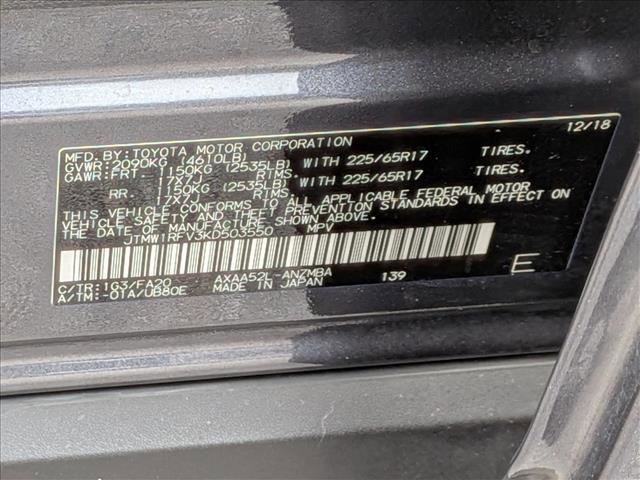 MFD.BY:TOYOTA MOTOR CORPORATION 12/18
GVWR:2090KG (4610LB)
GAWR:FRT- 1150KG (2535LB) WITH 225/65R17 TIRES.
17X7J RIMS.
RR 1150KG (2535LB) WITH 225/65R17 TIRES.
17X7J RIMS.
THIS VEHICLE CONFORMS TO ALL APPLICABLE FEDERAL MOTOR
VEHICLE SAFETY AND THEFT PREVENTION STANDARDS IN EFFECT ON
THE DATE OF MANUFACTURE SHOWN ABOVE.
JTMW1RFV3KD503550 MPV
C/TR:1G3/FA20 AXAA52L-ANZMBA 139 E
A/TM:-01A/UB80E MADE IN JAPAN